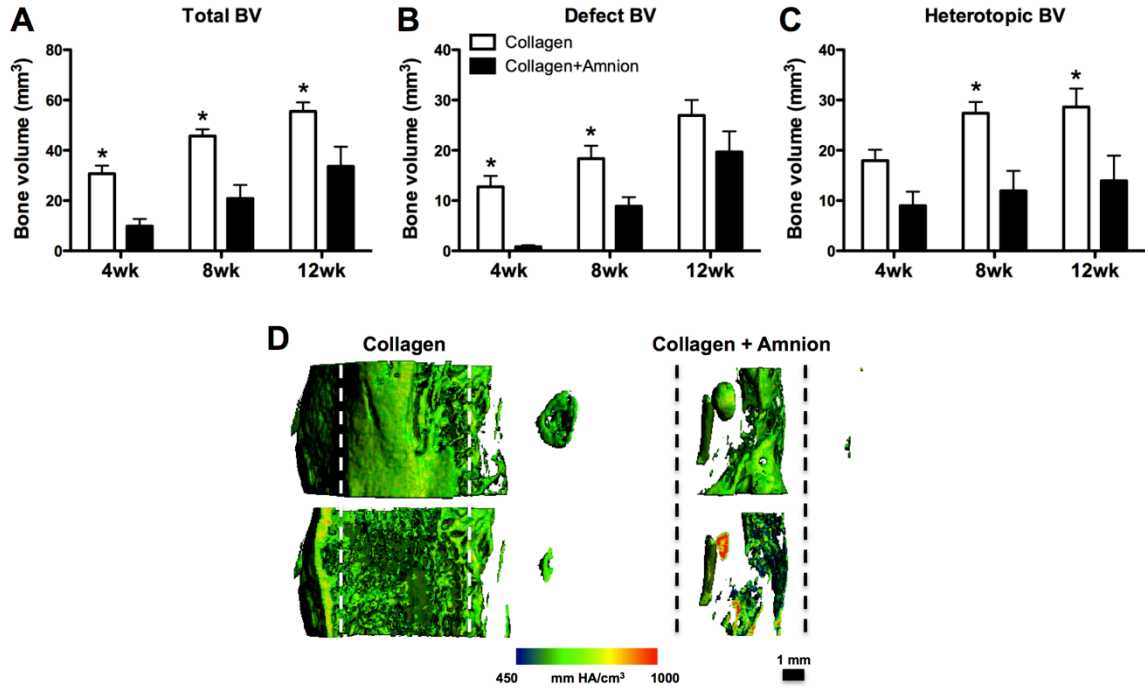 A Total BV
Bone volume (mm³)
80
60
40
20
0
4wk 8wk 12wk
* * *
B Defect BV
Bone volume (mm³)
40
30
20
10
0
4wk 8wk 12wk
* *
Collagen
Collagen+Amnion
C Heterotopic BV
Bone volume (mm³)
40
30
20
10
0
4wk 8wk 12wk
* *
D
Collagen
Collagen + Amnion
450 mm HA/cm³ 1000
1 mm